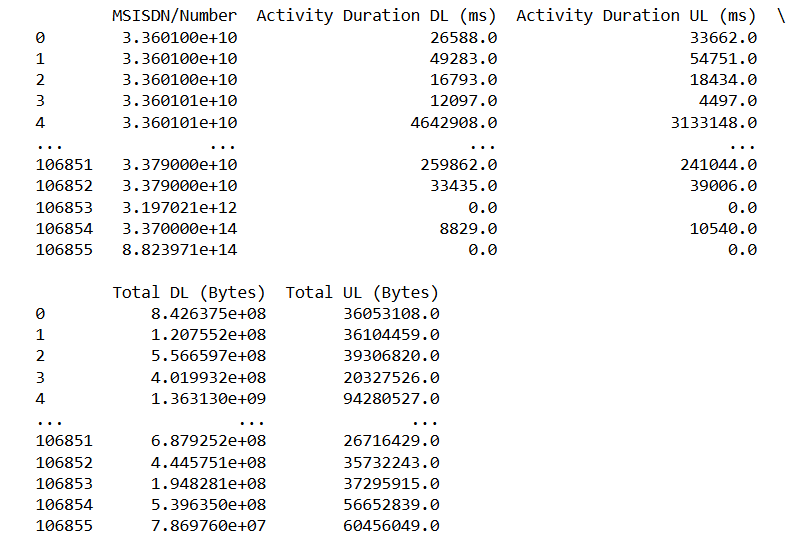 MSISDN/Number  Activity Duration DL (ms)  Activity Duration UL (ms)  \
0       3.360100e+10                    26588.0                    33662.0
1       3.360100e+10                    49283.0                    54751.0
2       3.360100e+10                    16793.0                    18434.0
3       3.360101e+10                    12097.0                     4497.0
4       3.360101e+10                  4642908.0                  3133148.0
...              ...                        ...                        ...
106851  3.379000e+10                   259862.0                   241044.0
106852  3.379000e+10                    33435.0                    39006.0
106853  3.197021e+12                        0.0                        0.0
106854  3.370000e+14                     8829.0                    10540.0
106855  8.823971e+14                        0.0                        0.0
Total DL (Bytes)  Total UL (Bytes)
0           8.426375e+08        36053108.0
1           1.207552e+08        36104459.0
2           5.566597e+08        39306820.0
3           4.019932e+08        20327526.0
4           1.363130e+09        94280527.0
...                  ...               ...
106851      6.879252e+08        26716429.0
106852      4.445751e+08        35732243.0
106853      1.948281e+08        37295915.0
106854      5.396350e+08        56652839.0
106855      7.869760e+07        60456049.0